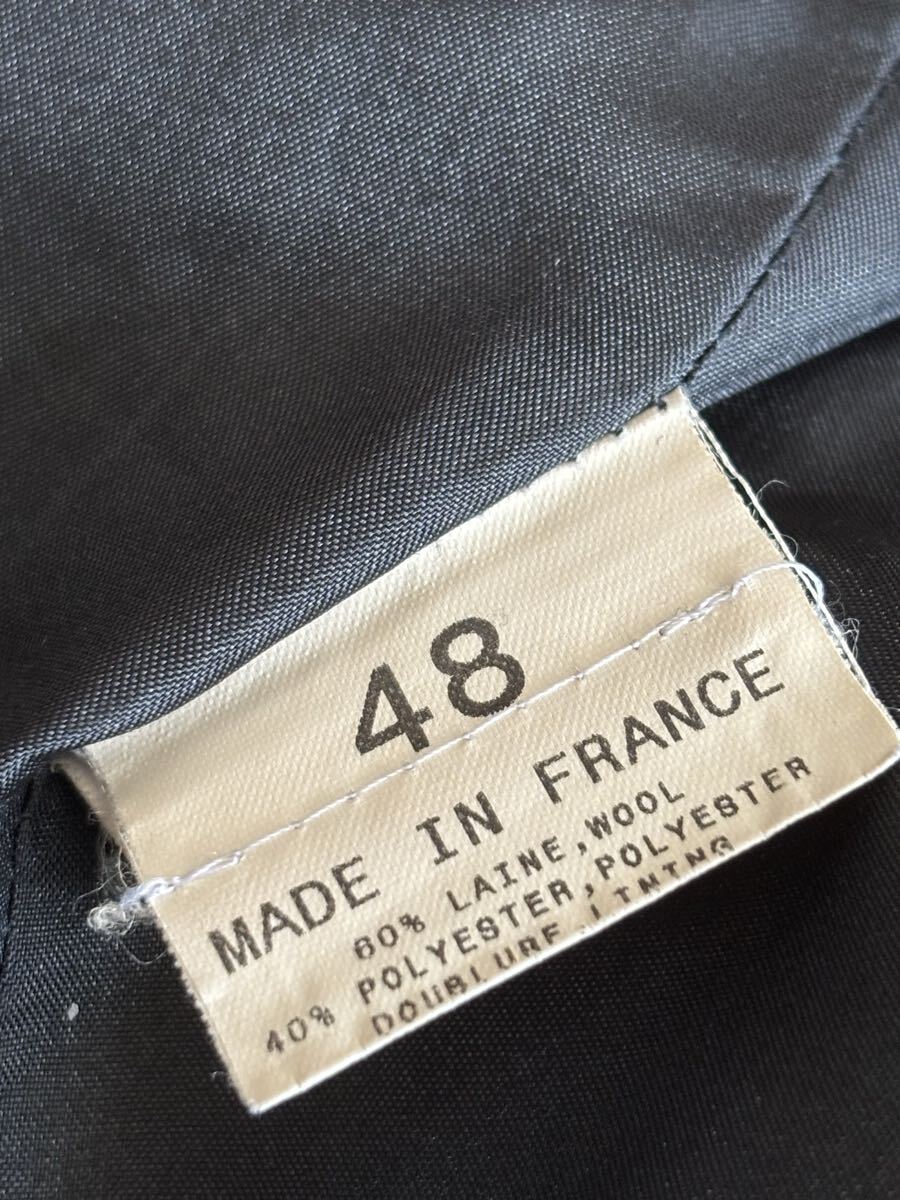 48
MADE IN FRANCE
60% LAINE,WOOL
40% POLYESTER,POLYESTER
DOUBLURE LINING